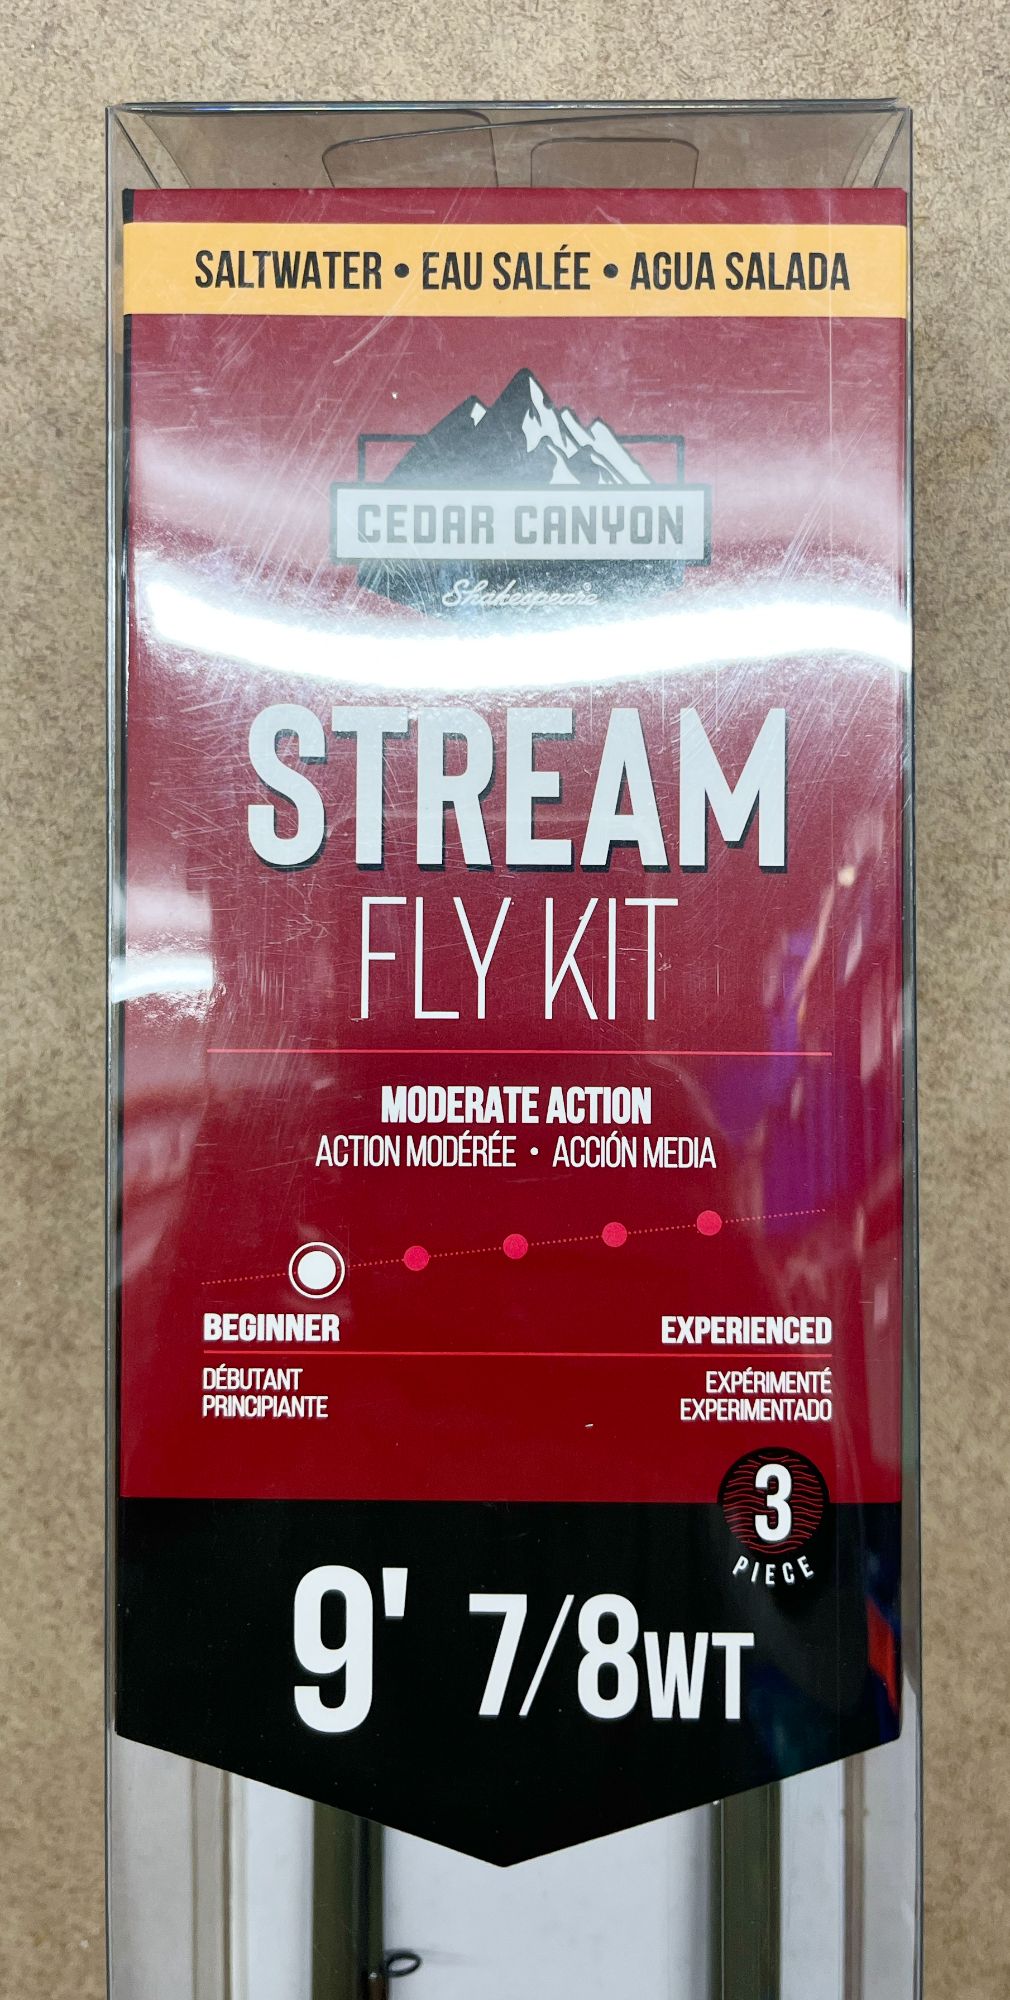 SALTWATER • EAU SALÉE • AGUA SALADA
CEDAR CANYON
Shakespeare®
STREAM
FLY KIT
MODERATE ACTION
ACTION MODÉRÉE • ACCIÓN MEDIA
BEGINNER EXPERIENCED
DÉBUTANT EXPÉRIMENTÉ
PRINCIPIANTE EXPERIMENTADO
3
PIECE
9' 7/8WT